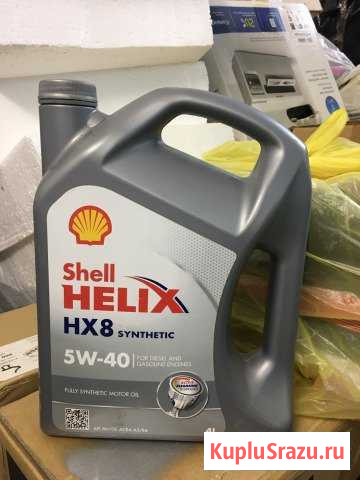 Shell
HELIX
HX8 SYNTHETIC
5W-40
FOR DIESEL AND
GASOLINE ENGINES
FULLY SYNTHETIC MOTOR OIL
4L
KupluSrazu.ru